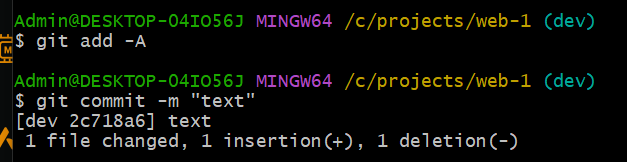 Admin@DESKTOP-04IO56J MINGW64 /c/projects/web-1 (dev)
$ git add -A
Admin@DESKTOP-04IO56J MINGW64 /c/projects/web-1 (dev)
$ git commit -m "text"
[dev 2c718a6] text
 1 file changed, 1 insertion(+), 1 deletion(-)